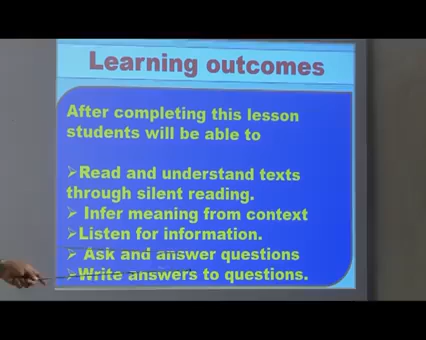 Learning outcomes
After completing this lesson
students will be able to
➢Read and understand texts
through silent reading.
➢ Infer meaning from context
➢Listen for information.
➢ Ask and answer questions
➢Write answers to questions.